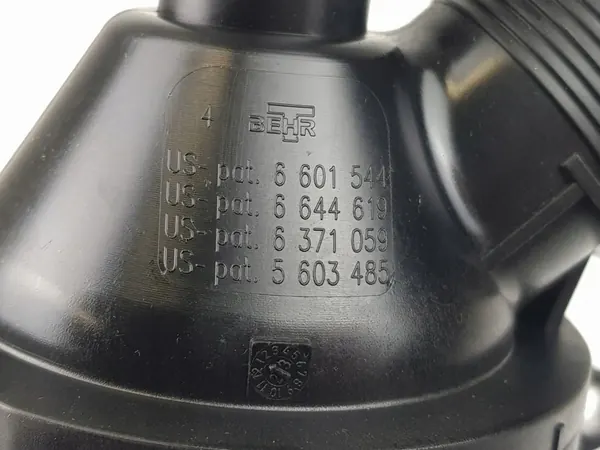 4 BEHR
US- pat. 6 601 544
US- pat. 6 644 619
US- pat. 6 371 059
US- pat. 5 603 485